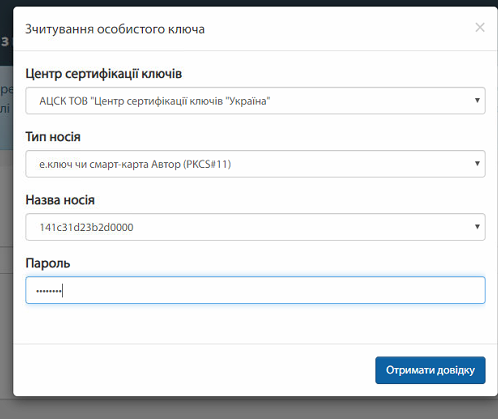 Зчитування особистого ключа
×
Центр сертифікації ключів
АЦСК ТОВ "Центр сертифікації ключів "Україна"
Тип носія
е.ключ чи смарт-карта Автор (PKCS#11)
Назва носія
141c31d23b2d0000
Пароль
••••••••
Отримати довідку